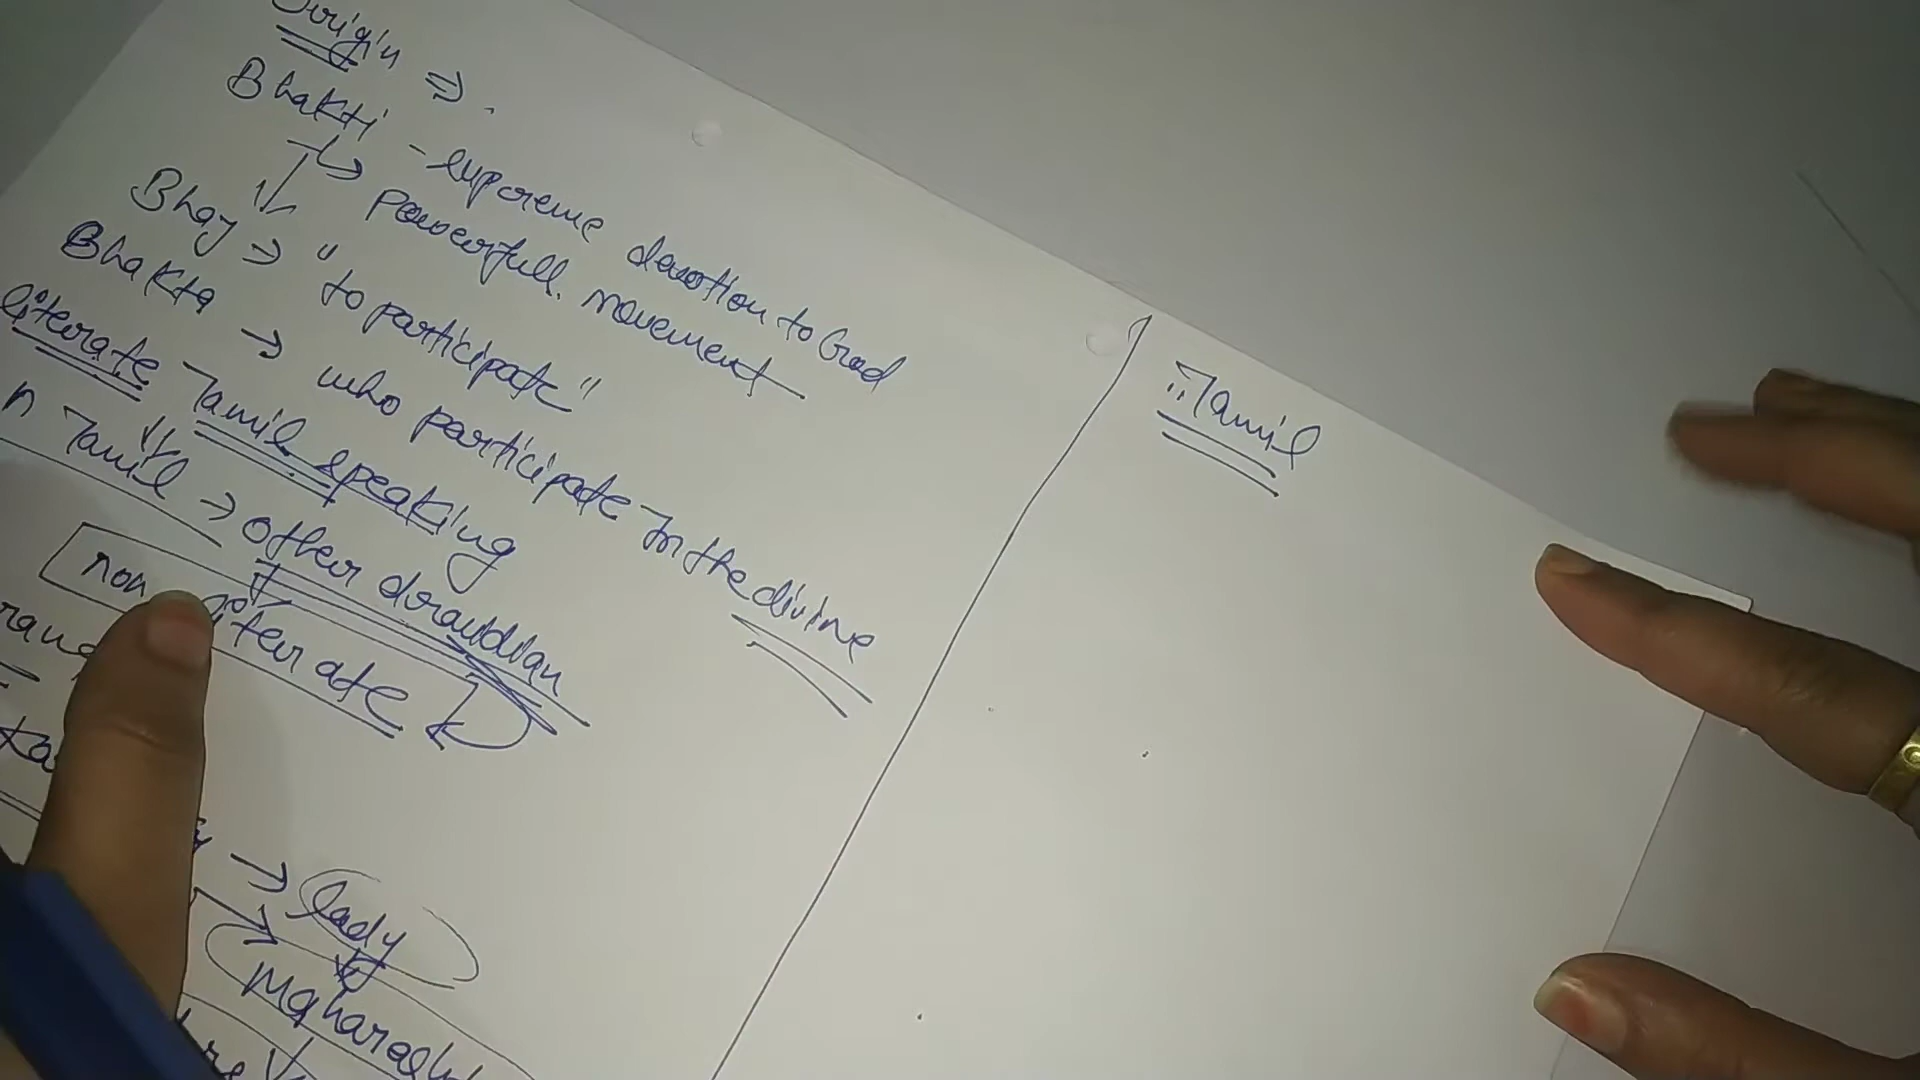 Origin ⇒ .
Bhakti - supreme devotion to God
→ powerfull movement
Bhaj → "to participate"
Bhakta → who participate in the divine
literate Tamil speaking
n Tamil → other dravidian
non literate
→ lady
Tamil